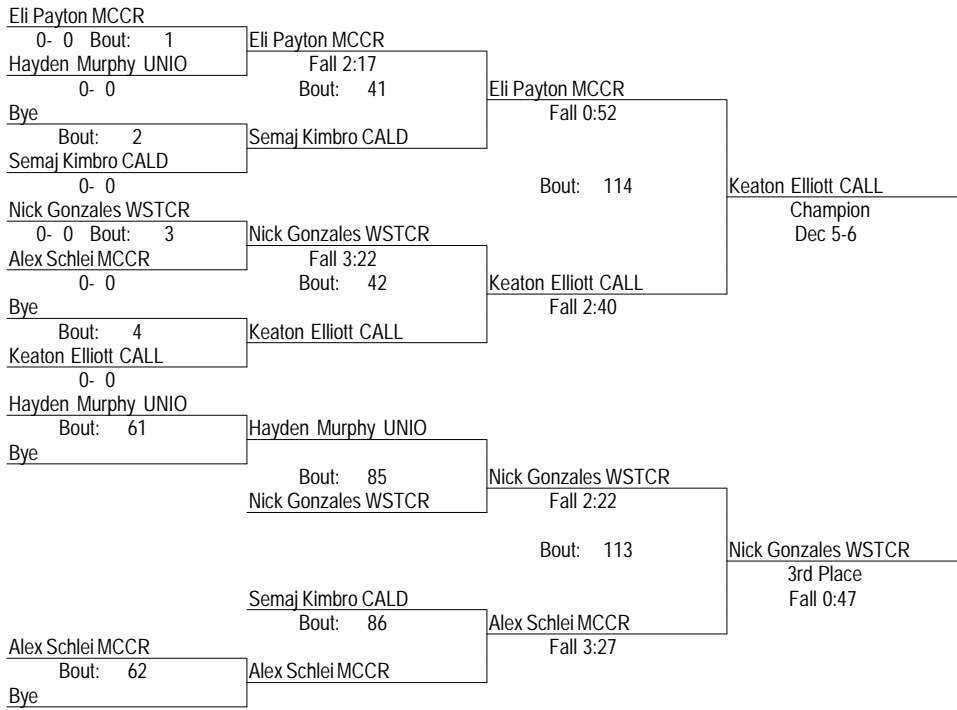 Eli Payton MCCR
0- 0 Bout: 1
Eli Payton MCCR
Hayden Murphy UNIO
Fall 2:17
0- 0
Bout: 41
Eli Payton MCCR
Bye
Fall 0:52
Bout: 2
Semaj Kimbro CALD
Semaj Kimbro CALD
0- 0
Bout: 114
Keaton Elliott CALL
Nick Gonzales WSTCR
Champion
0- 0 Bout: 3
Nick Gonzales WSTCR
Dec 5-6
Alex Schlei MCCR
Fall 3:22
0- 0
Bout: 42
Keaton Elliott CALL
Bye
Fall 2:40
Bout: 4
Keaton Elliott CALL
Keaton Elliott CALL
0- 0
Hayden Murphy UNIO
Bout: 61
Hayden Murphy UNIO
Bye
Bout: 85
Nick Gonzales WSTCR
Nick Gonzales WSTCR
Fall 2:22
Bout: 113
Nick Gonzales WSTCR
3rd Place
Semaj Kimbro CALD
Fall 0:47
Bout: 86
Alex Schlei MCCR
Alex Schlei MCCR
Fall 3:27
Bout: 62
Alex Schlei MCCR
Bye